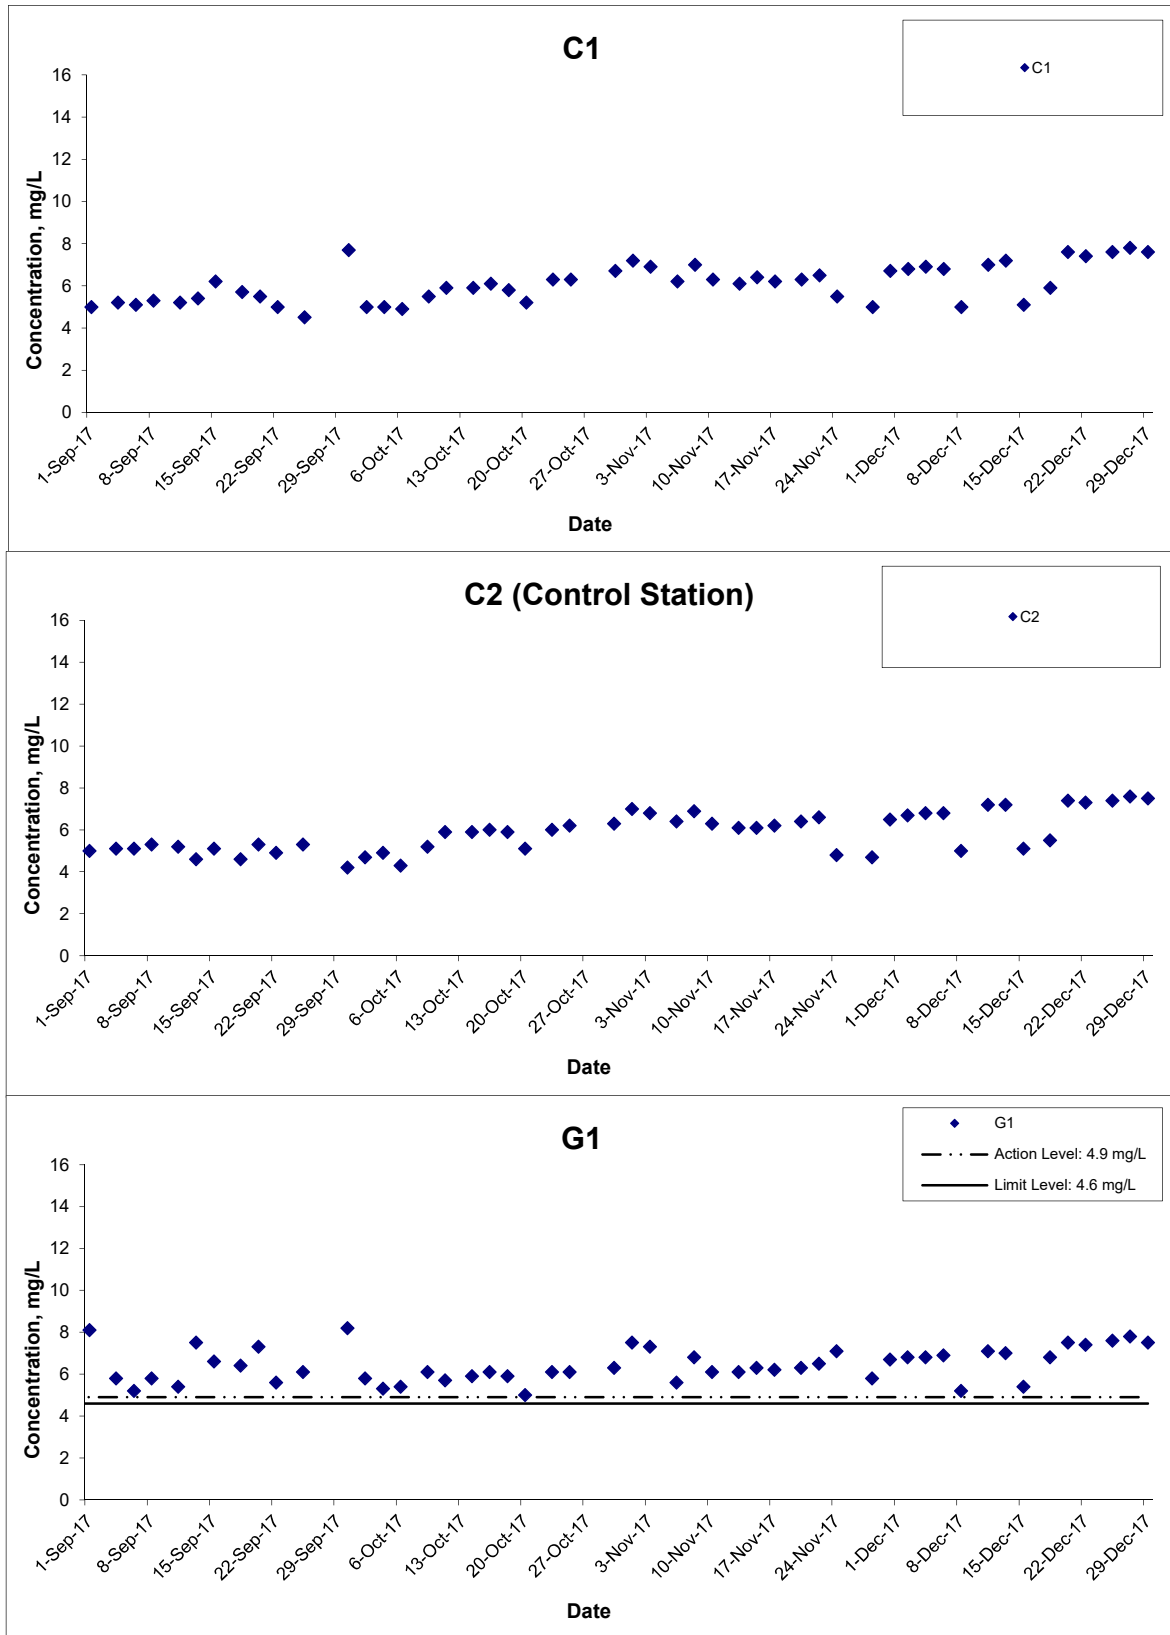 C1
C1
16
14
12
10
8
6
4
2
0
Concentration, mg/L
1-Sep-17
8-Sep-17
15-Sep-17
22-Sep-17
29-Sep-17
6-Oct-17
13-Oct-17
20-Oct-17
27-Oct-17
3-Nov-17
10-Nov-17
17-Nov-17
24-Nov-17
1-Dec-17
8-Dec-17
15-Dec-17
22-Dec-17
29-Dec-17
Date
C2 (Control Station)
C2
16
14
12
10
8
6
4
2
0
Concentration, mg/L
1-Sep-17
8-Sep-17
15-Sep-17
22-Sep-17
29-Sep-17
6-Oct-17
13-Oct-17
20-Oct-17
27-Oct-17
3-Nov-17
10-Nov-17
17-Nov-17
24-Nov-17
1-Dec-17
8-Dec-17
15-Dec-17
22-Dec-17
29-Dec-17
Date
G1
G1
Action Level: 4.9 mg/L
Limit Level: 4.6 mg/L
16
14
12
10
8
6
4
2
0
Concentration, mg/L
1-Sep-17
8-Sep-17
15-Sep-17
22-Sep-17
29-Sep-17
6-Oct-17
13-Oct-17
20-Oct-17
27-Oct-17
3-Nov-17
10-Nov-17
17-Nov-17
24-Nov-17
1-Dec-17
8-Dec-17
15-Dec-17
22-Dec-17
29-Dec-17
Date